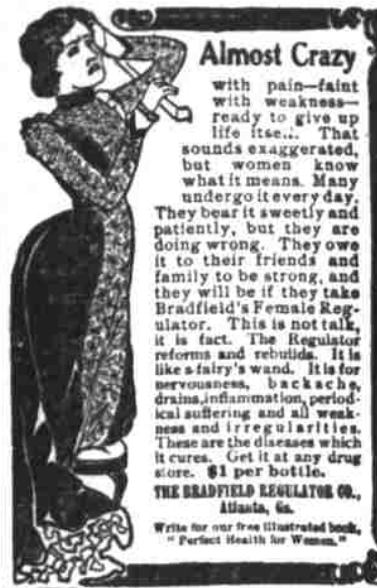 Almost Crazy
with pain—faint
with weakness—
ready to give up
life itse... That
sounds exaggerated,
but women know
what it means. Many
undergo it every day.
They bear it sweetly and
patiently, but they are
doing wrong. They owe
it to their friends and
family to be strong, and
they will be if they take
Bradfield's Female Reg-
ulator. This is not talk,
it is fact. The Regulator
reforms and rebuilds. It is
like a fairy's wand. It is for
nervousness, backache,
drains, inflammation, period-
ical suffering and all weak-
ness and irregularities.
These are the diseases which
it cures. Get it at any drug
store. $1 per bottle.
THE BRADFIELD REGULATOR CO.,
Atlanta, Ga.
Write for our free illustrated book,
"Perfect Health for Women."